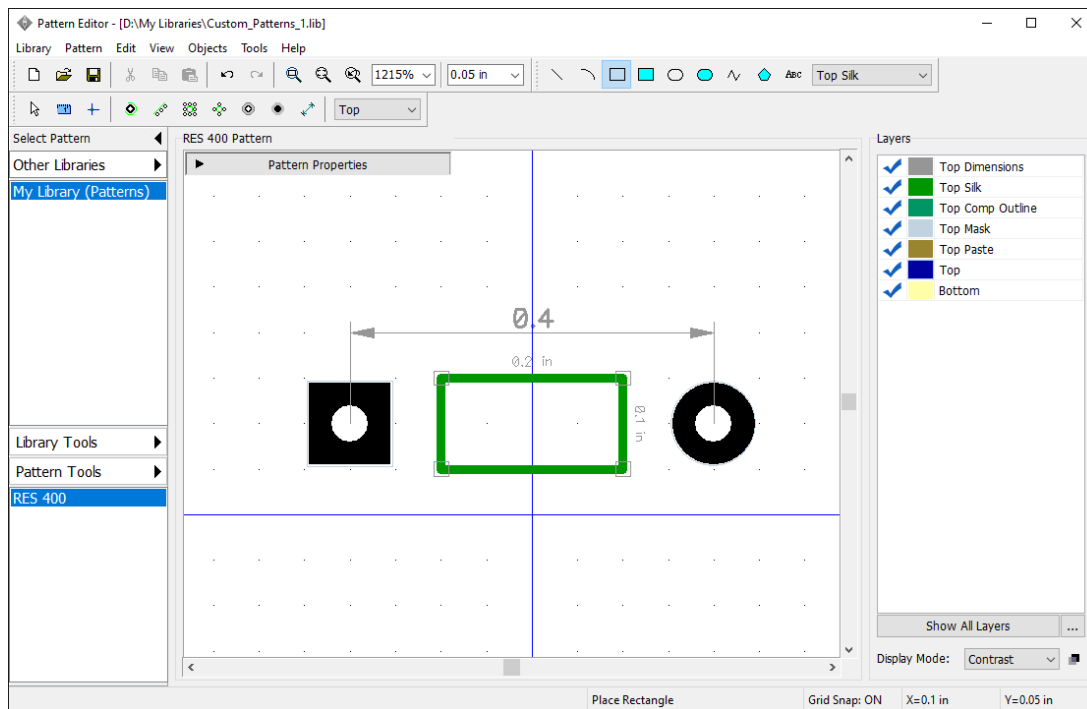 Pattern Editor - [D:\My Libraries\Custom_Patterns_1.lib]
Library Pattern Edit View Objects Tools Help
1215% 0.05 in ABC Top Silk
Top
Select Pattern
Other Libraries
My Library (Patterns)
Library Tools
Pattern Tools
RES 400
RES 400 Pattern
Pattern Properties
0.4
0.2 in
0.1 in
Layers
Top Dimensions
Top Silk
Top Comp Outline
Top Mask
Top Paste
Top
Bottom
Show All Layers ...
Display Mode: Contrast
Place Rectangle Grid Snap: ON X=0.1 in Y=0.05 in